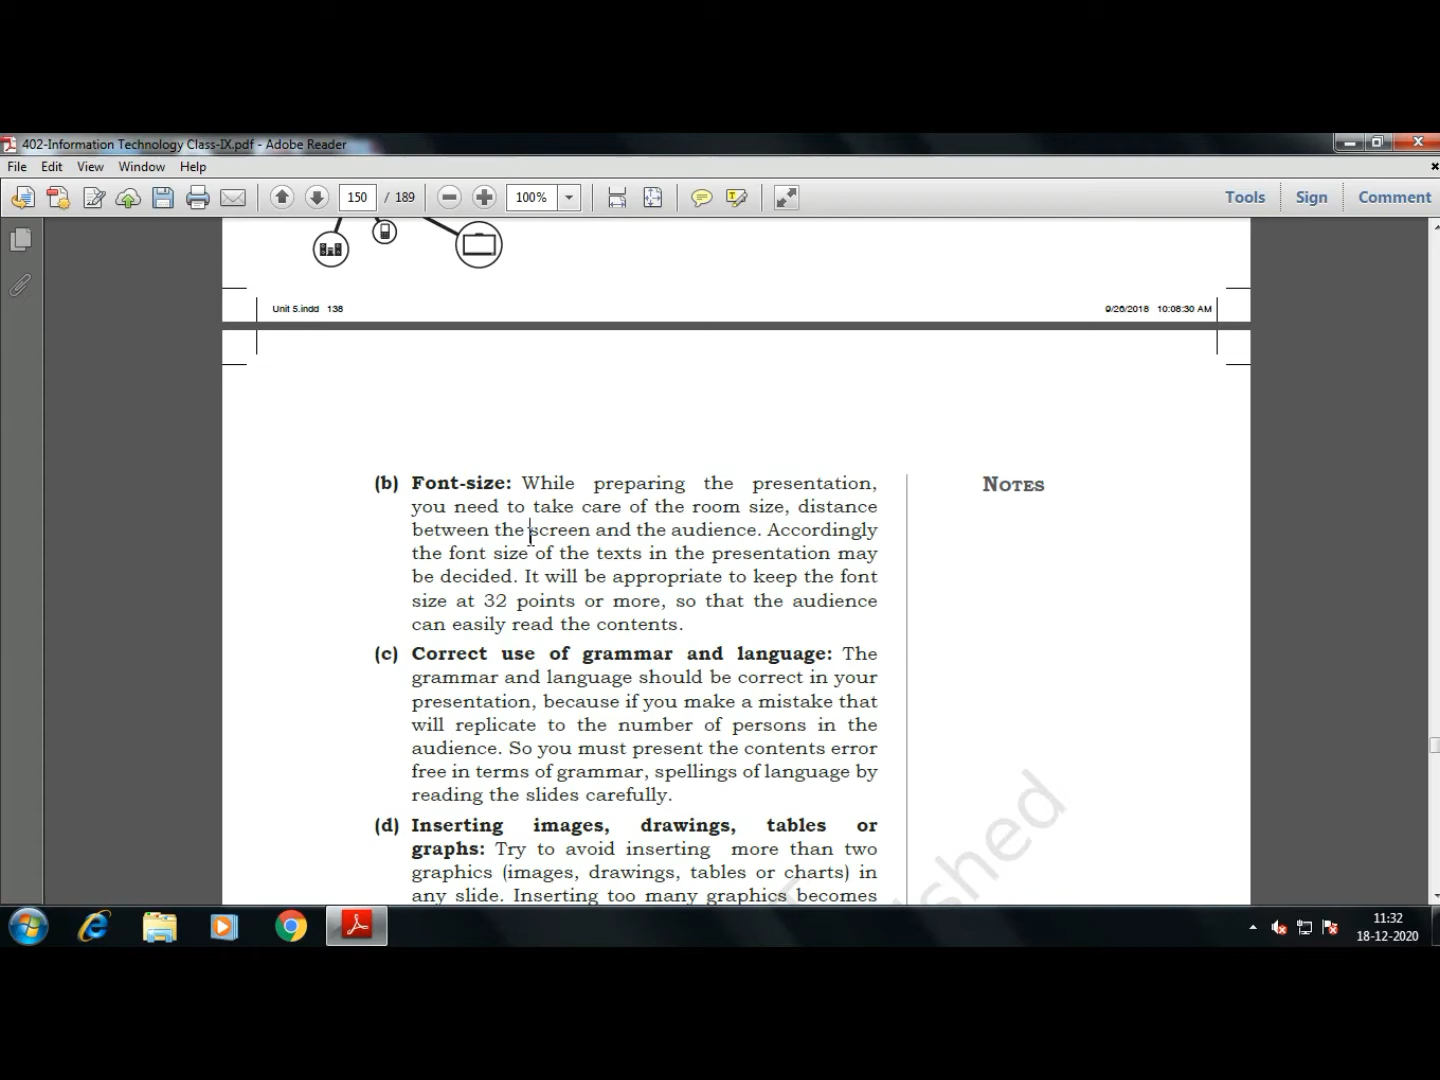 402-Information Technology Class-IX.pdf - Adobe Reader
File Edit View Window Help
150 / 189 100% Tools Sign Comment
Unit 5.indd 138 9/26/2018 10:08:30 AM
(b) Font-size: While preparing the presentation,
you need to take care of the room size, distance
between the screen and the audience. Accordingly
the font size of the texts in the presentation may
be decided. It will be appropriate to keep the font
size at 32 points or more, so that the audience
can easily read the contents.
(c) Correct use of grammar and language: The
grammar and language should be correct in your
presentation, because if you make a mistake that
will replicate to the number of persons in the
audience. So you must present the contents error
free in terms of grammar, spellings of language by
reading the slides carefully.
(d) Inserting images, drawings, tables or
graphs: Try to avoid inserting more than two
graphics (images, drawings, tables or charts) in
any slide. Inserting too many graphics becomes
NOTES
shed
11:32
18-12-2020